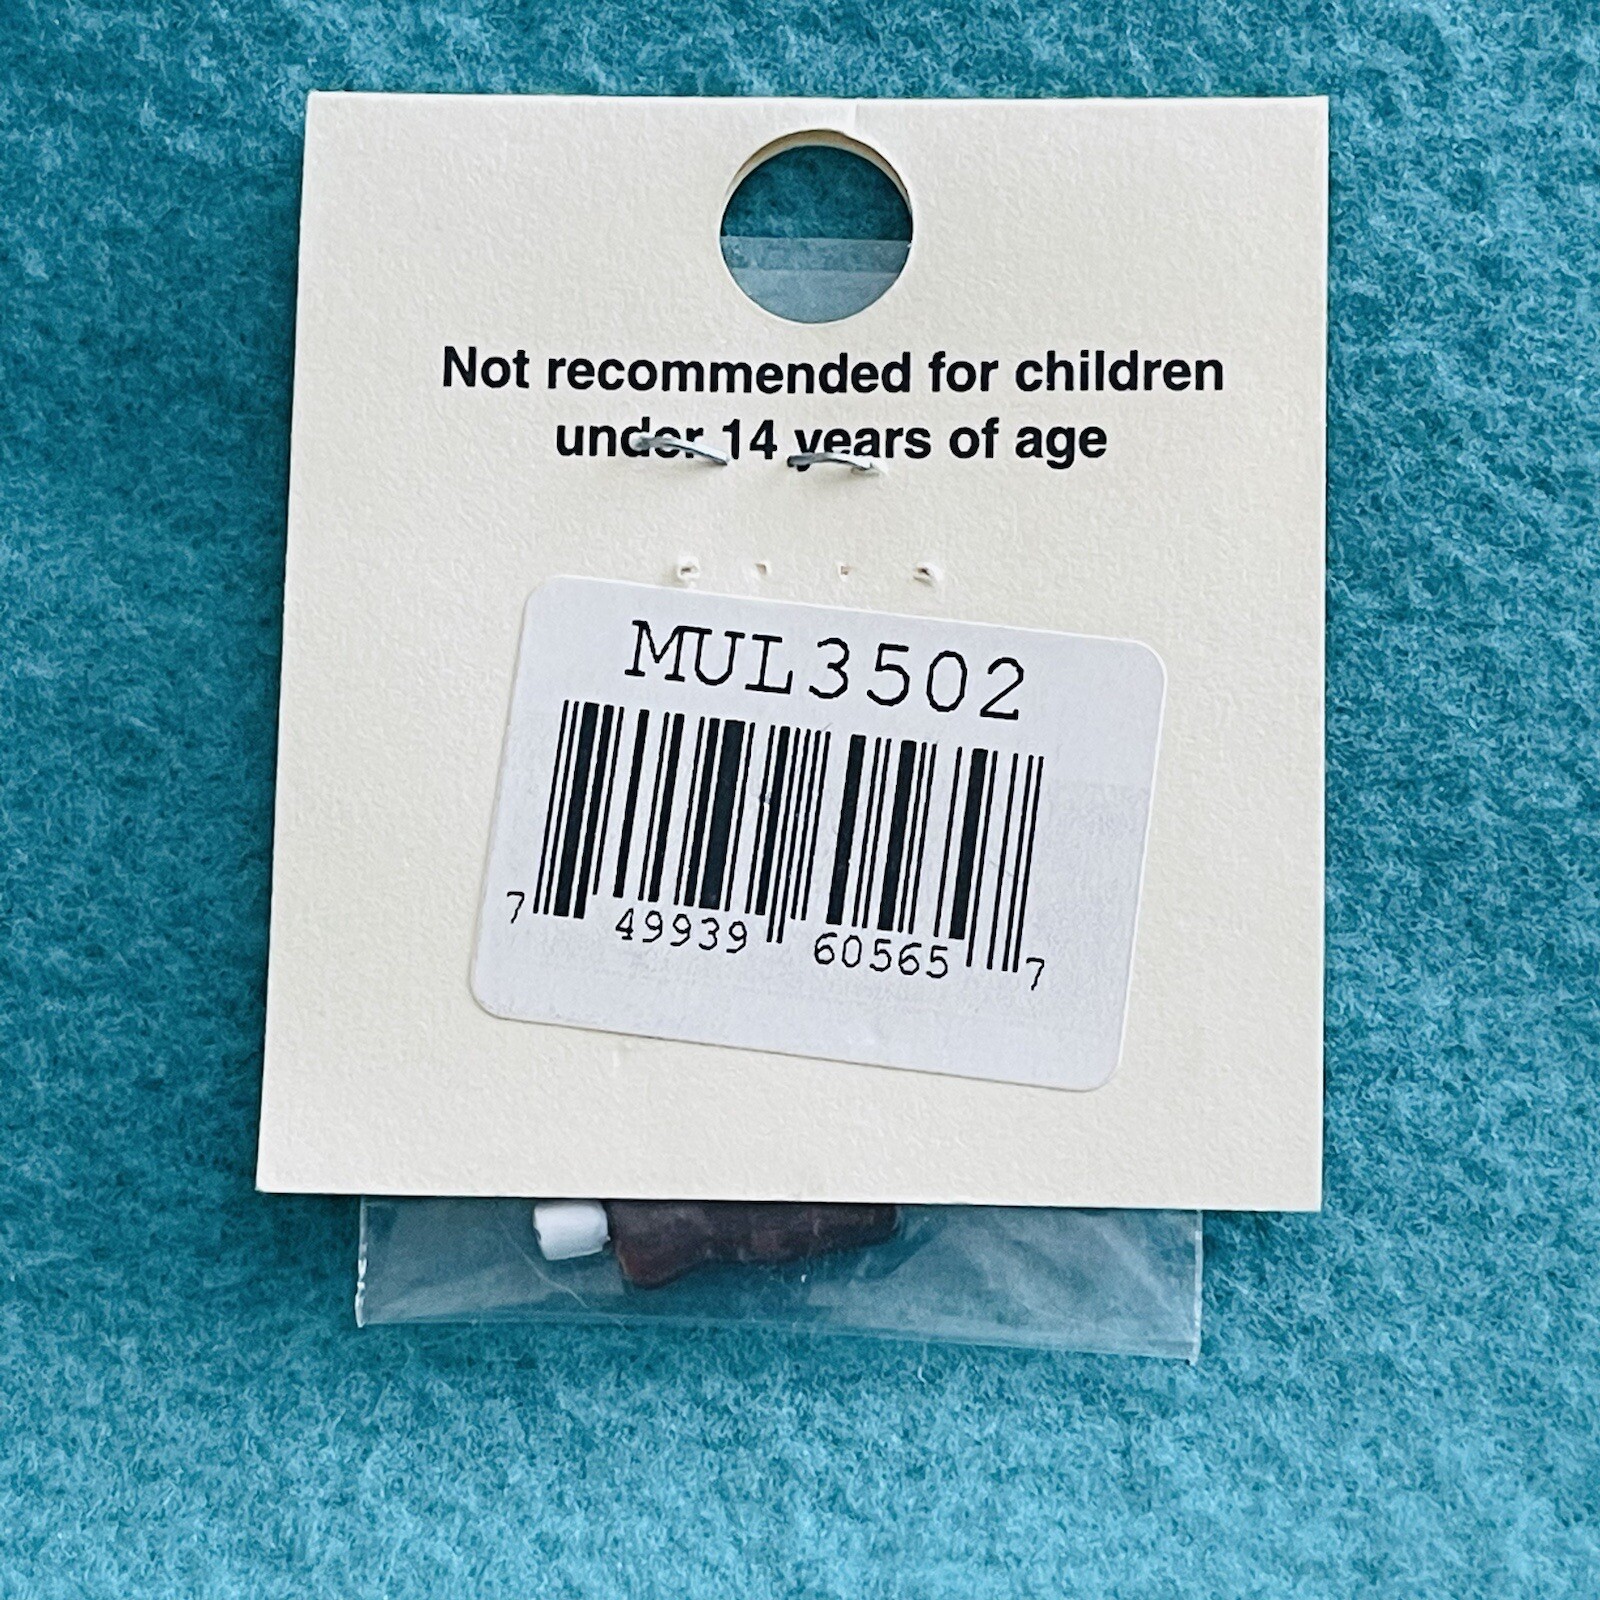 Not recommended for children
under 14 years of age
MUL3502
7 49939 60565 7